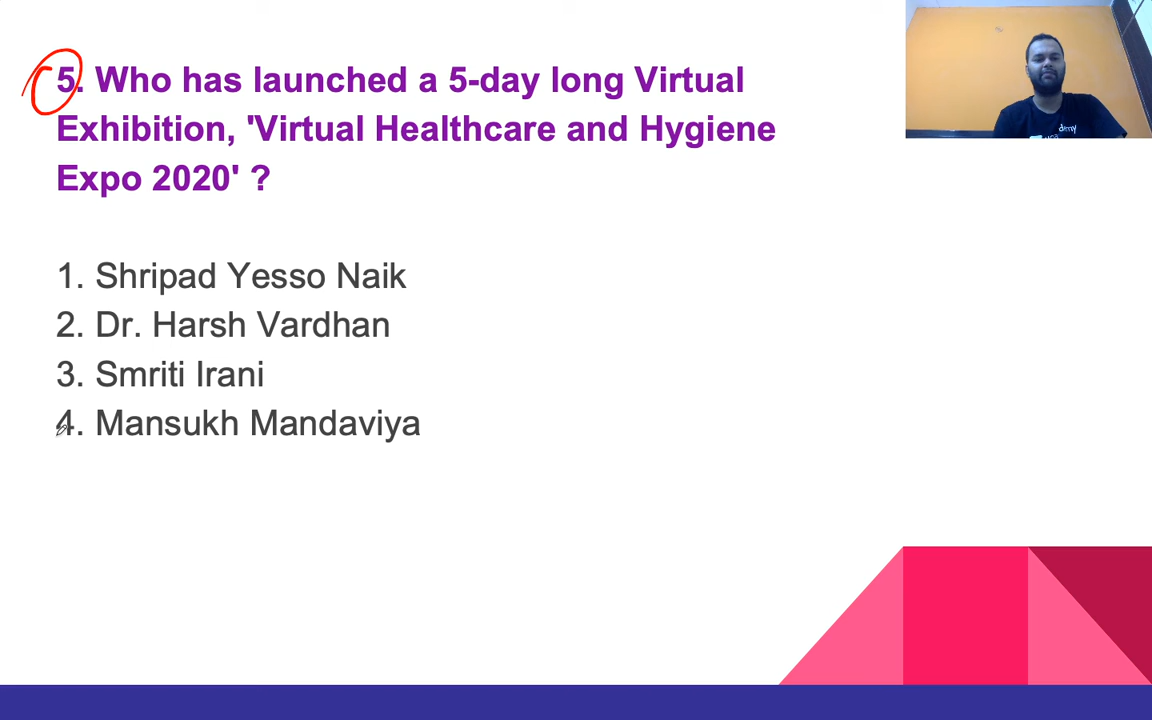 5. Who has launched a 5-day long Virtual
Exhibition, 'Virtual Healthcare and Hygiene
Expo 2020' ?
1. Shripad Yesso Naik
2. Dr. Harsh Vardhan
3. Smriti Irani
4. Mansukh Mandaviya